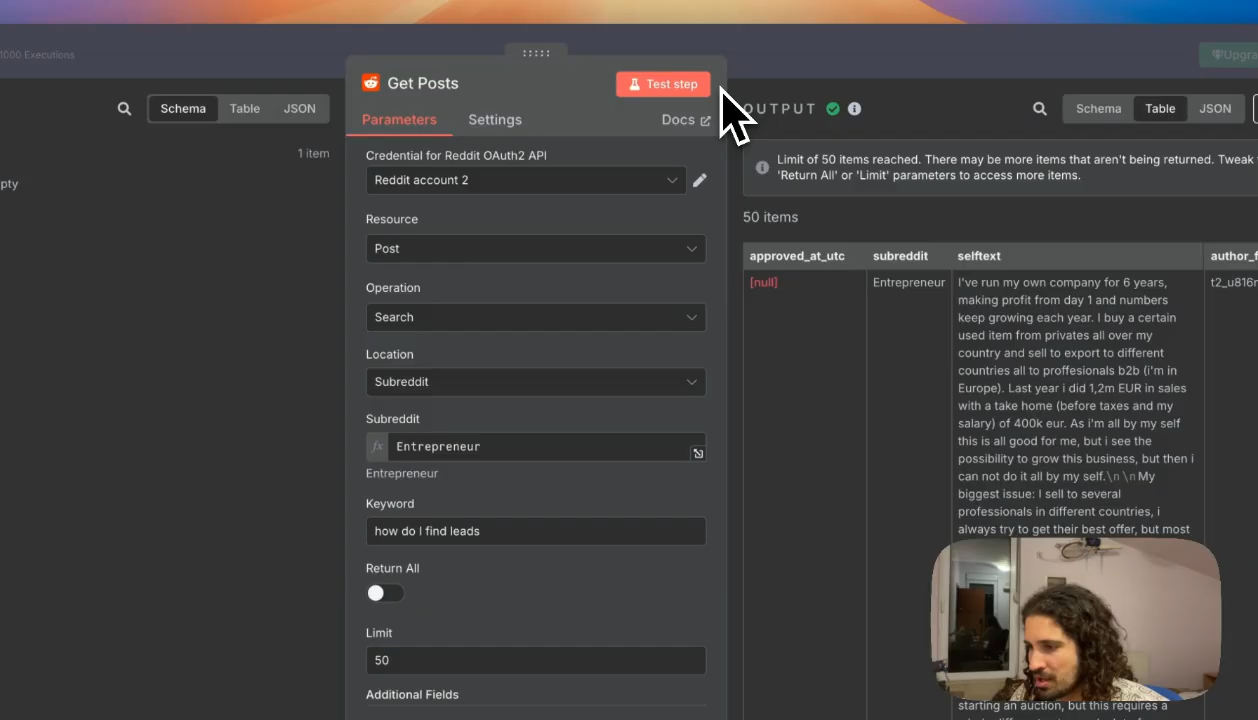 1000 Executions
Upgra
Get Posts
Test step
Schema
Table
JSON
OUTPUT
Schema
Table
JSON
Parameters
Settings
Docs
1 item
pty
Credential for Reddit OAuth2 API
Reddit account 2
Limit of 50 items reached. There may be more items that aren't being returned. Tweak
'Return All' or 'Limit' parameters to access more items.
50 items
Resource
Post
Operation
Search
Location
Subreddit
Subreddit
fx Entrepreneur
Entrepreneur
Keyword
how do I find leads
Return All
Limit
50
Additional Fields
approved_at_utc
subreddit
selftext
author_f
[null]
Entrepreneur
I've run my own company for 6 years,
making profit from day 1 and numbers
keep growing each year. I buy a certain
used item from privates all over my
country and sell to export to different
countries all to proffesionals b2b (i'm in
Europe). Last year i did 1,2m EUR in sales
with a take home (before taxes and my
salary) of 400k eur. As i'm all by my self
this is all good for me, but i see the
possibility to grow this business, but then i
can not do it all by my self.\n \n My
biggest issue: I sell to several
professionals in different countries, i
always try to get their best offer, but most
starting an auction, but this requires a
t2_u816r